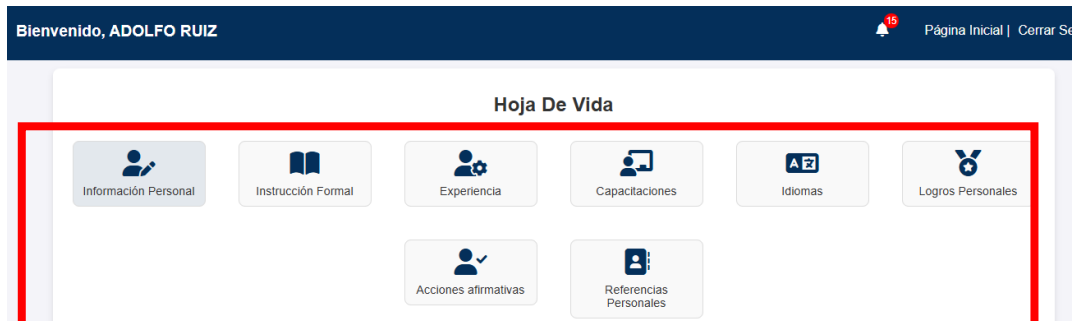 Bienvenido, ADOLFO RUIZ
15
Página Inicial | Cerrar Se
Hoja De Vida
Información Personal
Instrucción Formal
Experiencia
Capacitaciones
Idiomas
Logros Personales
Acciones afirmativas
Referencias
Personales